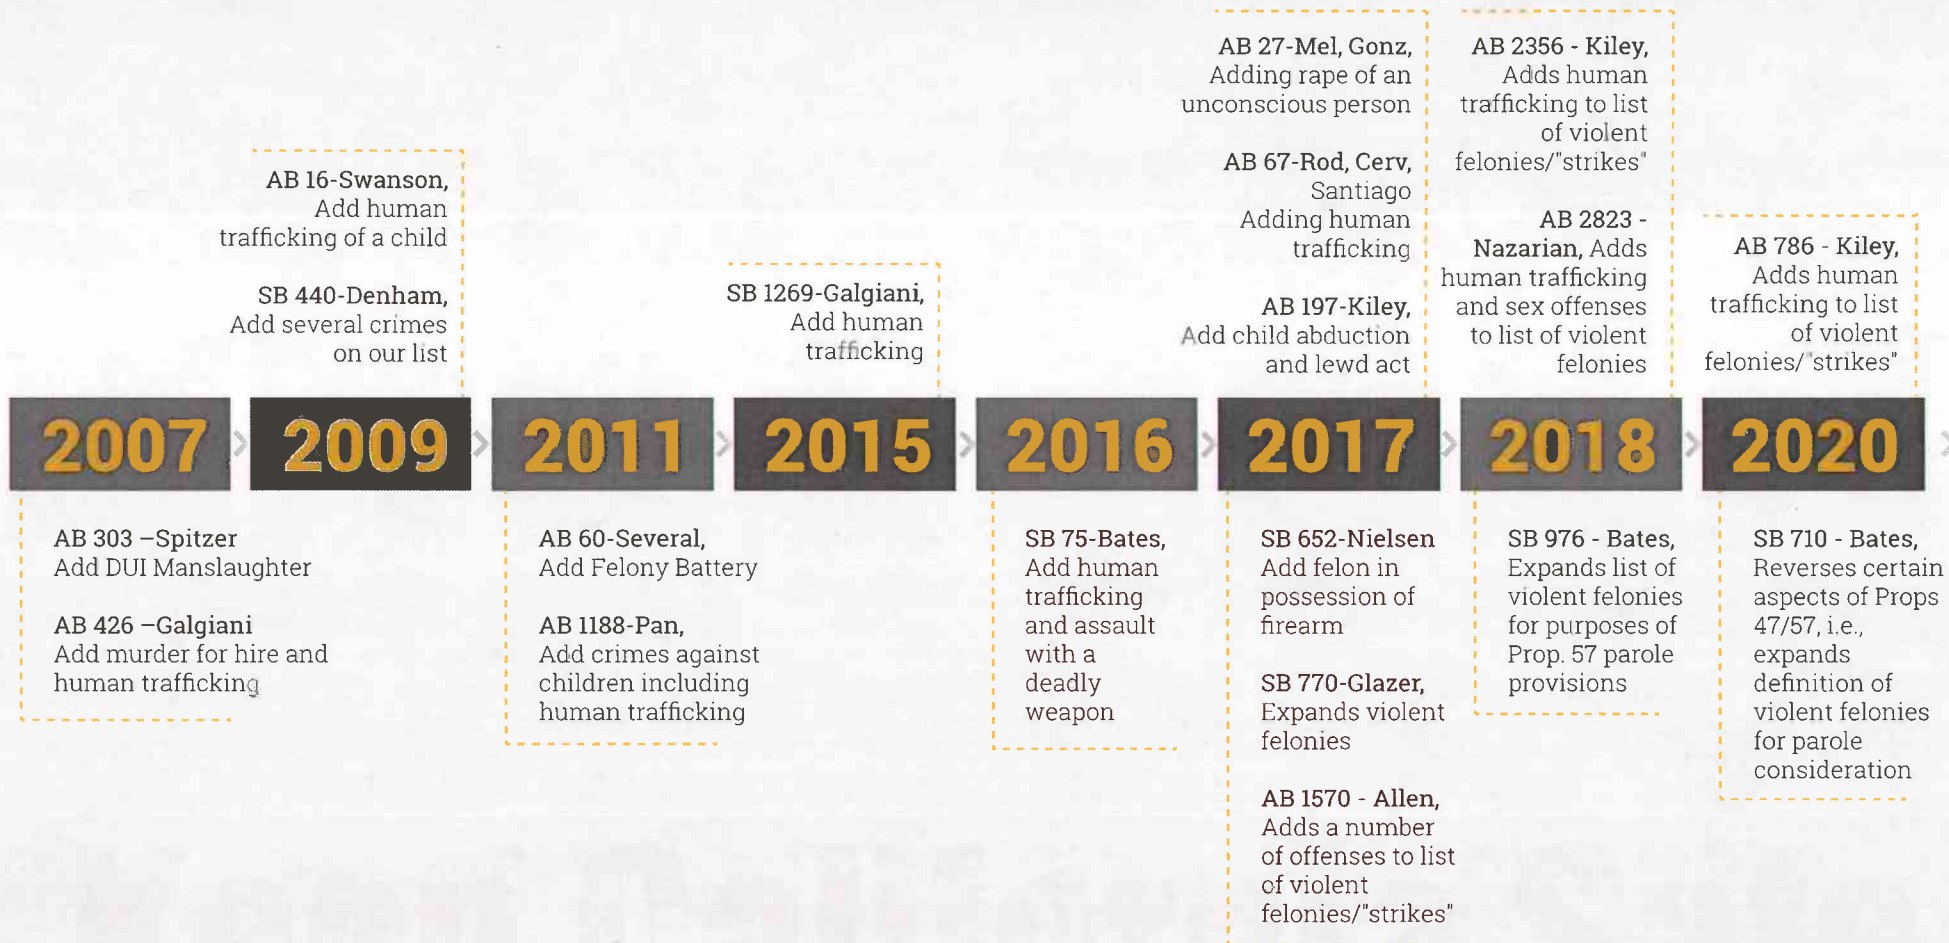 AB 16-Swanson,
Add human
trafficking of a child
SB 440-Denham,
Add several crimes
on our list
SB 1269-Galgiani,
Add human
trafficking
AB 27-Mel, Gonz,
Adding rape of an
unconscious person
AB 67-Rod, Cerv,
Santiago
Adding human
trafficking
AB 197-Kiley,
Add child abduction
and lewd act
AB 2356 - Kiley,
Adds human
trafficking to list
of violent
felonies/"strikes"
AB 2823 -
Nazarian, Adds
human trafficking
and sex offenses
to list of violent
felonies
AB 786 - Kiley,
Adds human
trafficking to list
of violent
felonies/"strikes"
2007
2009
2011
2015
2016
2017
2018
2020
AB 303 –Spitzer
Add DUI Manslaughter
AB 426 –Galgiani
Add murder for hire and
human trafficking
AB 60-Several,
Add Felony Battery
AB 1188-Pan,
Add crimes against
children including
human trafficking
SB 75-Bates,
Add human
trafficking
and assault
with a
deadly
weapon
SB 652-Nielsen
Add felon in
possession of
firearm
SB 770-Glazer,
Expands violent
felonies
AB 1570 - Allen,
Adds a number
of offenses to list
of violent
felonies/"strikes"
SB 976 - Bates,
Expands list of
violent felonies
for purposes of
Prop. 57 parole
provisions
SB 710 - Bates,
Reverses certain
aspects of Props
47/57, i.e.,
expands
definition of
violent felonies
for parole
consideration